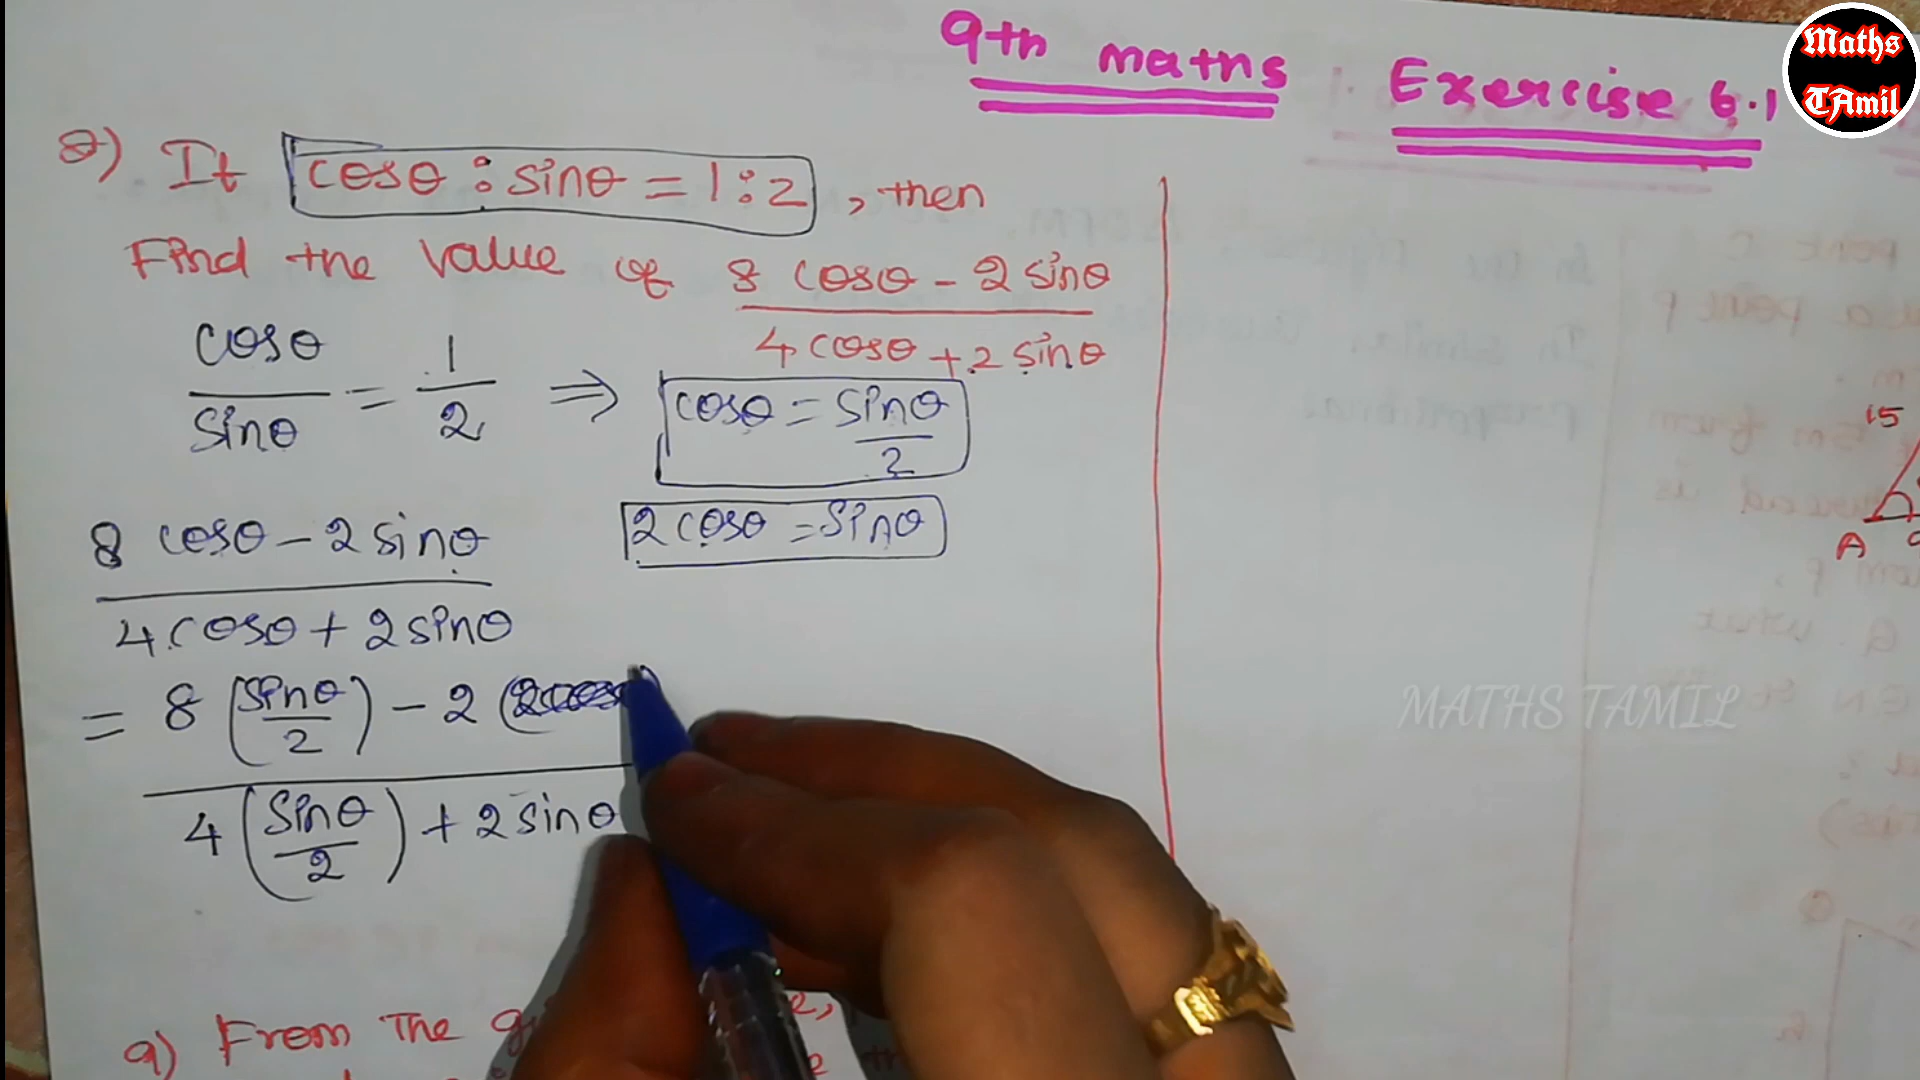 9th maths Exercise 6.1
Maths
TAmil
8) If cosθ : sinθ = 1:2, then
Find the value of 8 cosθ - 2 sinθ
4 cosθ + 2 sinθ
cosθ / sinθ = 1/2 ⇒ cosθ = sinθ/2
2 cosθ = sinθ
8 cosθ - 2 sinθ
4 cosθ + 2 sinθ
= 8 (sinθ/2) - 2 (
4 (sinθ/2) + 2 sinθ
MATHS TAMIL
15
A
9) From The